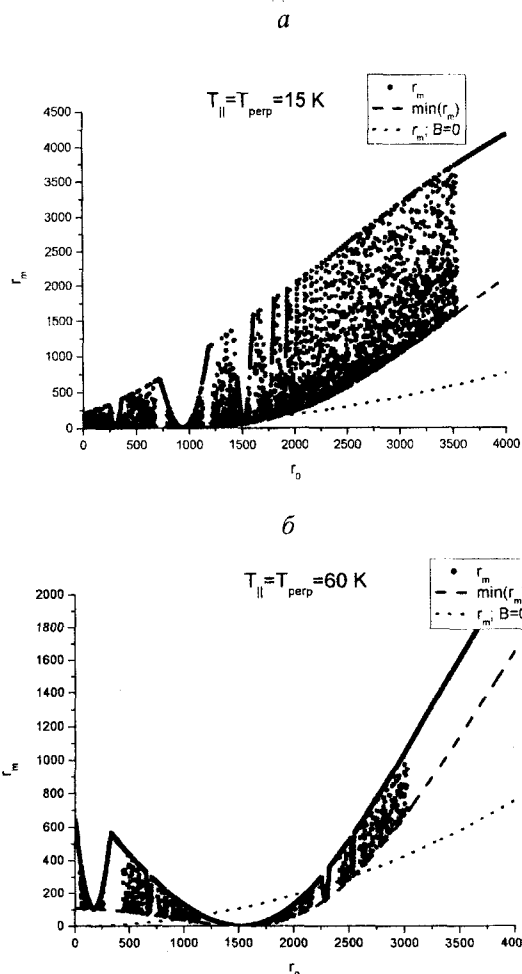 а
T||=Tperp=15 K
rm
min(rm)
rm; B=0
4500
4000
3500
3000
2500
2000
1500
1000
500
0
rm
0 500 1000 1500 2000 2500 3000 3500 4000
r0
б
T||=Tperp=60 K
rm
min(rm
rm; B=0
2000
1800
1600
1400
1200
1000
800
600
400
200
0
rm
0 500 1000 1500 2000 2500 3000 3500 400
r0